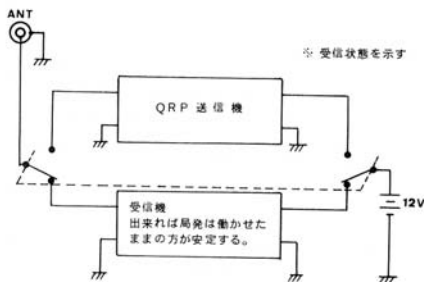 ANT
※ 受信状態を示す
QRP 送信機
受信機
出来れば局発は働かせた
ままの方が安定する。
12V